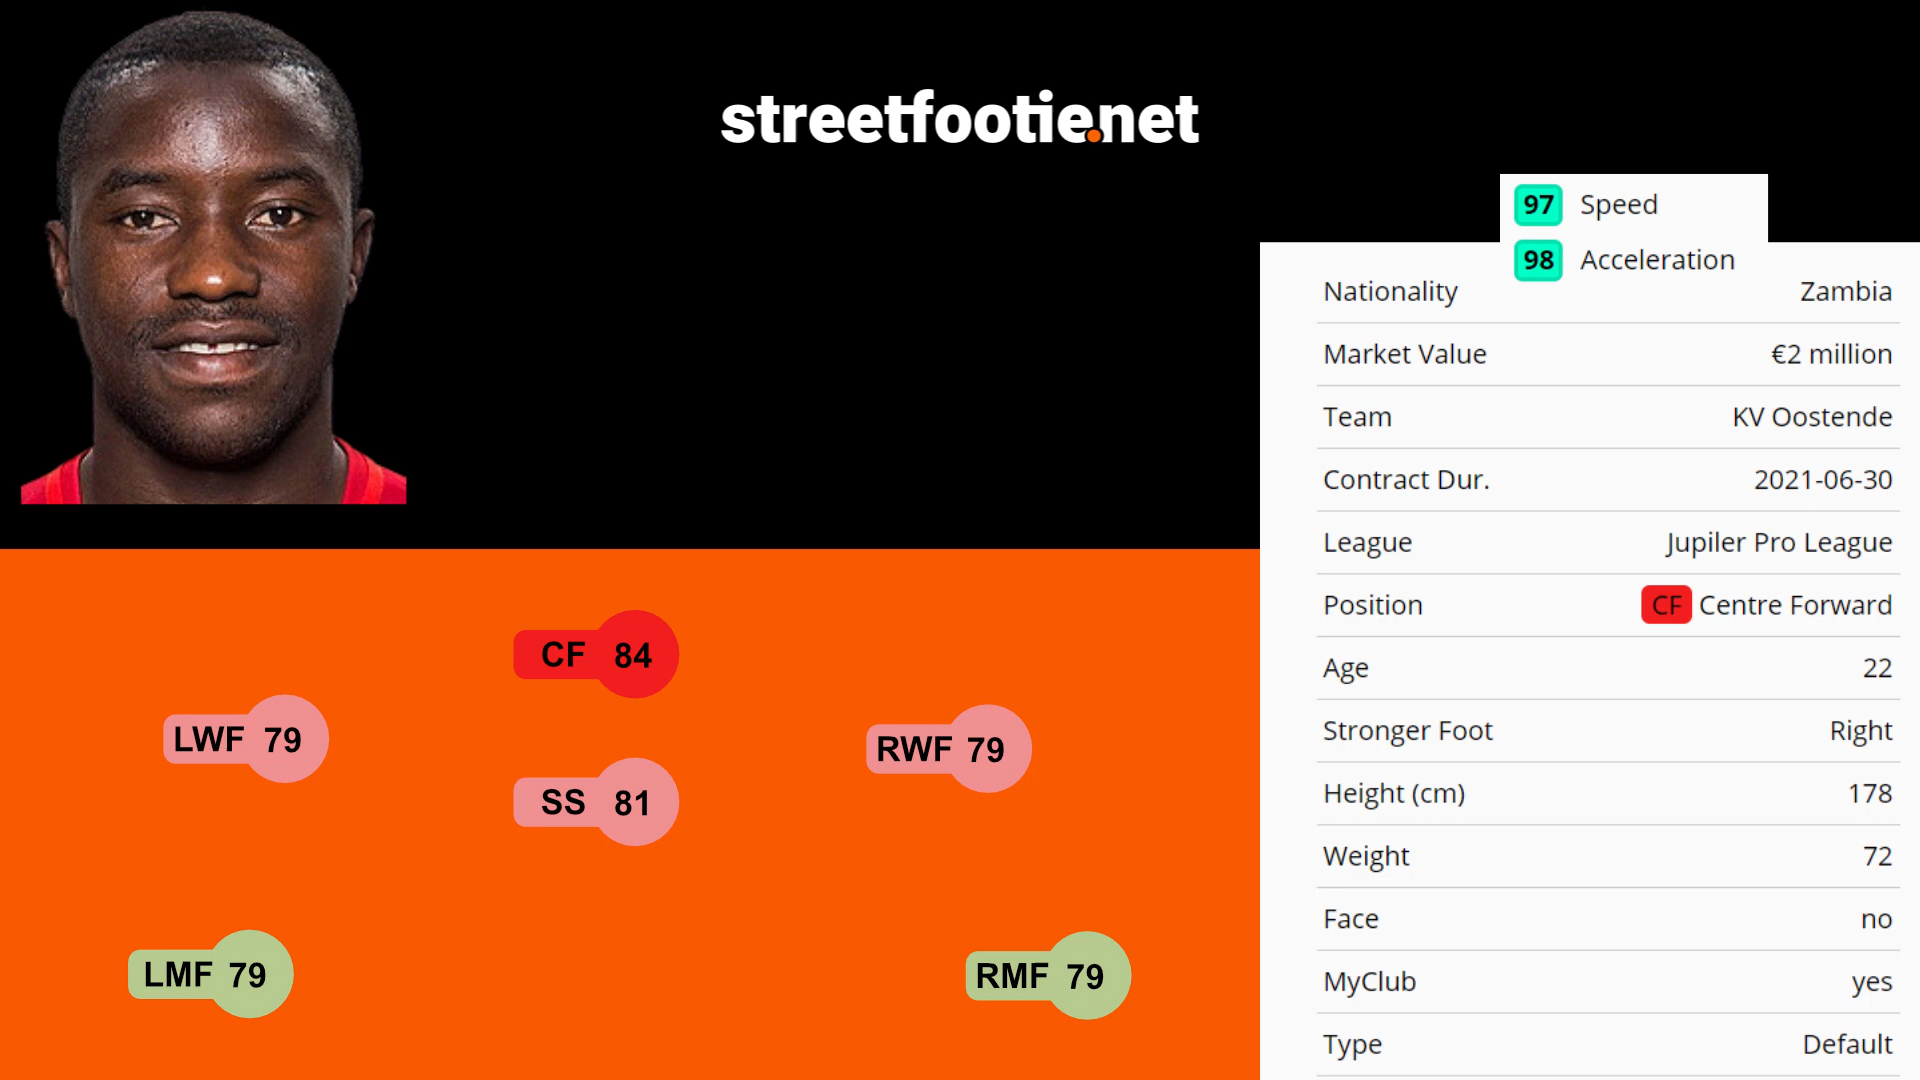 streetfootie.net
97 Speed
98 Acceleration
Nationality Zambia
Market Value €2 million
Team KV Oostende
Contract Dur. 2021-06-30
League Jupiler Pro League
Position CF Centre Forward
Age 22
Stronger Foot Right
Height (cm) 178
Weight 72
Face no
MyClub yes
Type Default
CF 84
LWF 79
RWF 79
SS 81
LMF 79
RMF 79